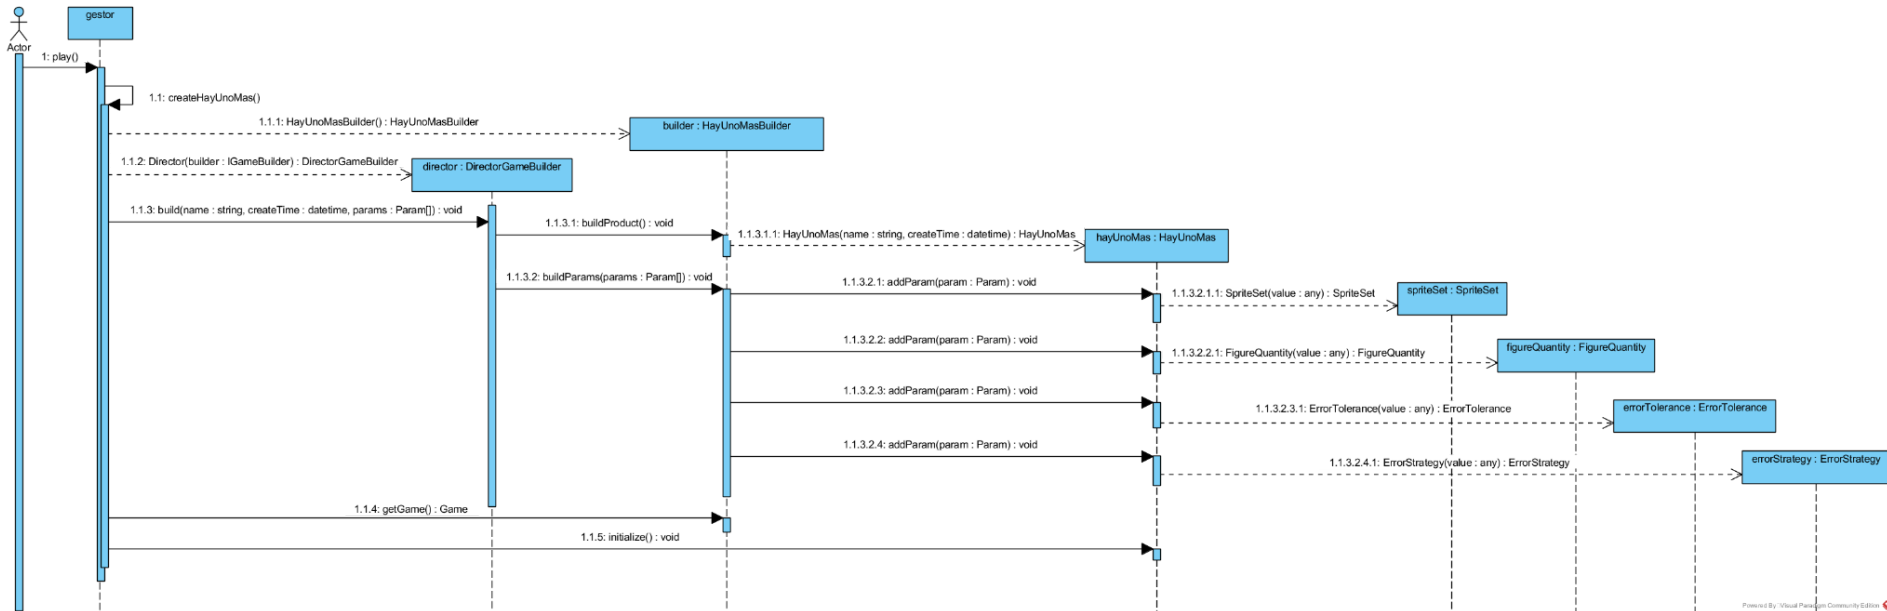 gestor
Actor
1: play()
1.1: createHayUnoMas()
1.1.1: HayUnoMasBuilder() : HayUnoMasBuilder
builder : HayUnoMasBuilder
1.1.2: Director(builder : IGameBuilder) : DirectorGameBuilder
director : DirectorGameBuilder
1.1.3: build(name : string, createTime : datetime, params : Param[]) : void
1.1.3.1: buildProduct() : void
1.1.3.1.1: HayUnoMas(name : string, createTime : datetime) : HayUnoMas
hayUnoMas : HayUnoMas
1.1.3.2: buildParams(params : Param[]) : void
1.1.3.2.1: addParam(param : Param) : void
1.1.3.2.1.1: SpriteSet(value : any) : SpriteSet
spriteSet : SpriteSet
1.1.3.2.2: addParam(param : Param) : void
1.1.3.2.2.1: FigureQuantity(value : any) : FigureQuantity
figureQuantity : FigureQuantity
1.1.3.2.3: addParam(param : Param) : void
1.1.3.2.3.1: ErrorTolerance(value : any) : ErrorTolerance
errorTolerance : ErrorTolerance
1.1.3.2.4: addParam(param : Param) : void
1.1.3.2.4.1: ErrorStrategy(value : any) : ErrorStrategy
errorStrategy : ErrorStrategy
1.1.4: getGame() : Game
1.1.5: initialize() : void
Powered By Visual Paradigm Community Edition